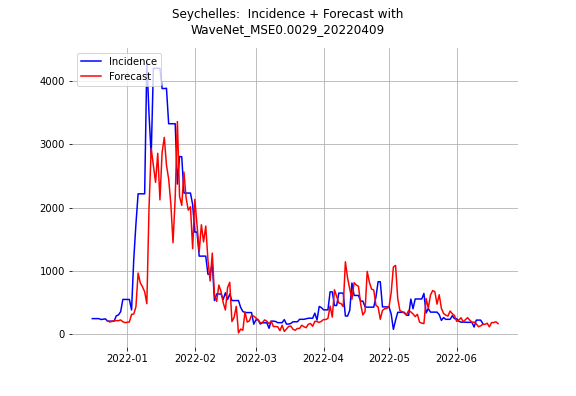 Seychelles:  Incidence + Forecast with
WaveNet_MSE0.0029_20220409
Incidence
Forecast
4000
3000
2000
1000
0
2022-01 2022-02 2022-03 2022-04 2022-05 2022-06